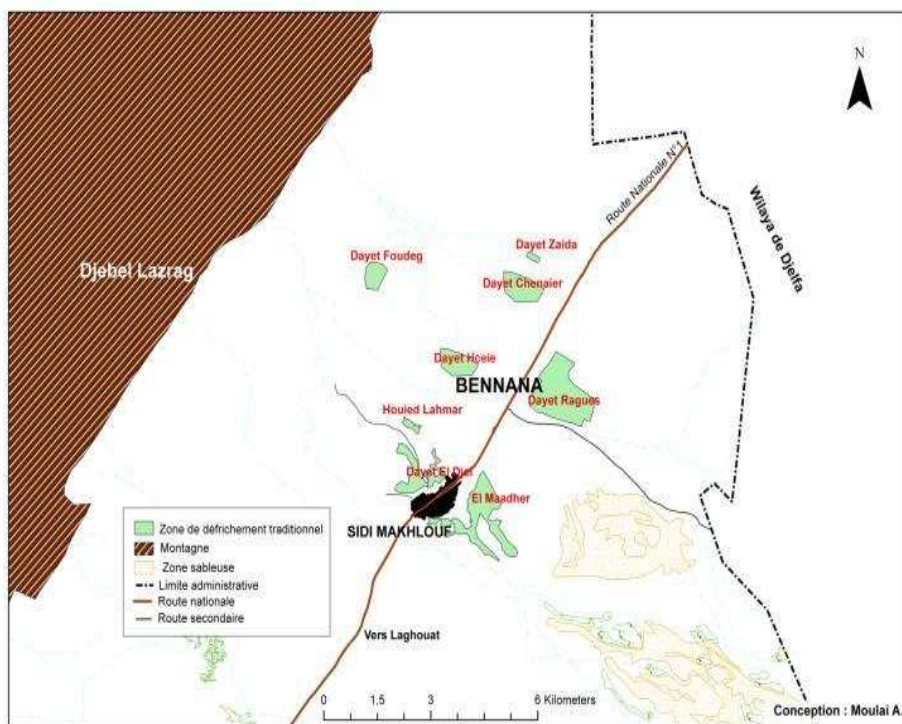 N
Route Nationale N°1
Wilaya de Djelfa
Dayet Zaida
Dayet Foudeg
Djebel Lazrag
Dayet Chenaier
Dayet
BENNANA
Dayet Ragues
Houied Lahmar
Dayet El
El Maadher
SIDI MAKHLOUF
Zone de défrichement traditionnel
Montagne
Zone sableuse
Limite administrative
Route nationale
Route secondaire
Vers Laghouat
0 1,5 3 6 Kilometers
Conception : Moulai A.